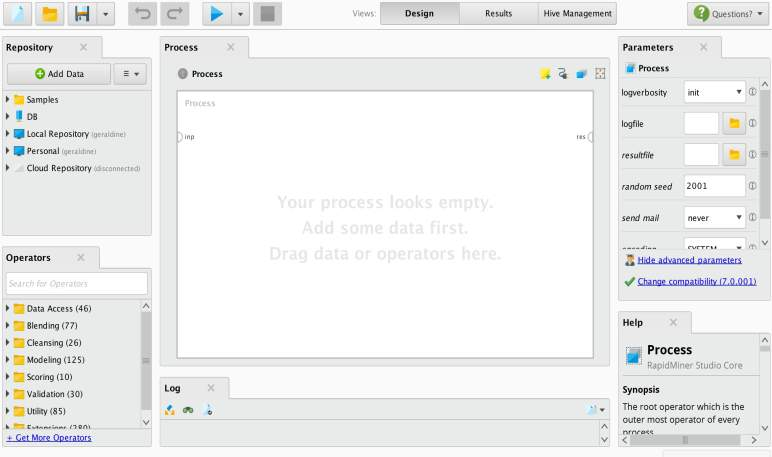 Views: Design Results Hive Management Questions?
Repository
Add Data
Samples
DB
Local Repository (geraldine)
Personal (geraldine)
Cloud Repository (disconnected)
Operators
Search for Operators
Data Access (46)
Blending (77)
Cleansing (26)
Modeling (125)
Scoring (10)
Validation (30)
Utility (85)
Extensions (280)
+ Get More Operators
Process
Process
Process
inp
res
Your process looks empty.
Add some data first.
Drag data or operators here.
Log
Parameters
Process
logverbosity init
logfile
resultfile
random seed 2001
send mail never
encoding SYSTEM
Hide advanced parameters
Change compatibility (7.0.001)
Help
Process
RapidMiner Studio Core
Synopsis
The root operator which is the
outer most operator of every
process.